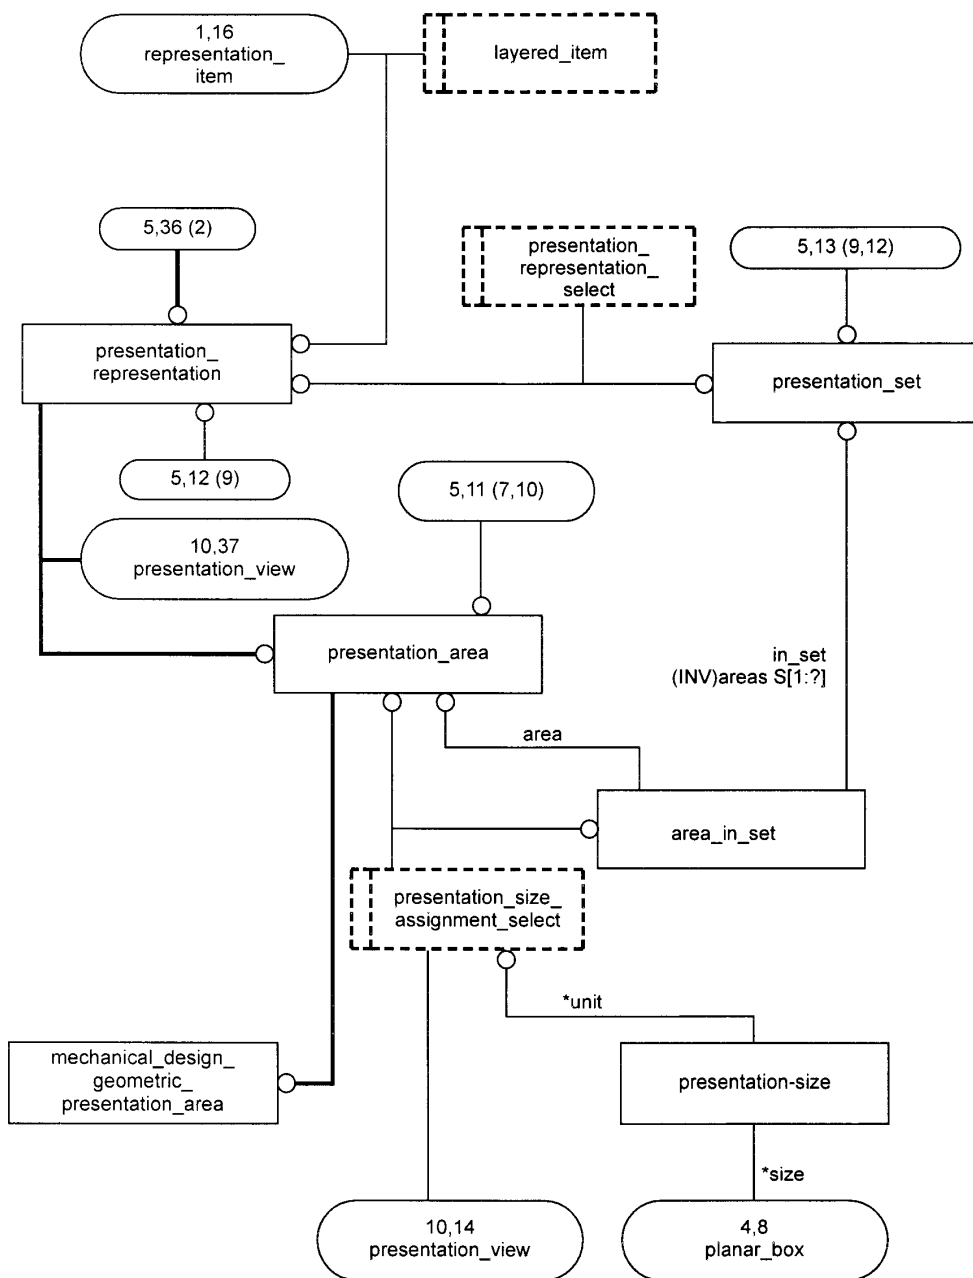 1,16
representation_
item
layered_item
5,36 (2)
presentation_
representation_
select
5,13 (9,12)
presentation_
representation
presentation_set
5,12 (9)
5,11 (7,10)
10,37
presentation_view
presentation_area
in_set
(INV)areas S[1:?]
area
area_in_set
presentation_size_
assignment_select
*unit
mechanical_design_
geometric_
presentation_area
presentation-size
*size
10,14
presentation_view
4,8
planar_box